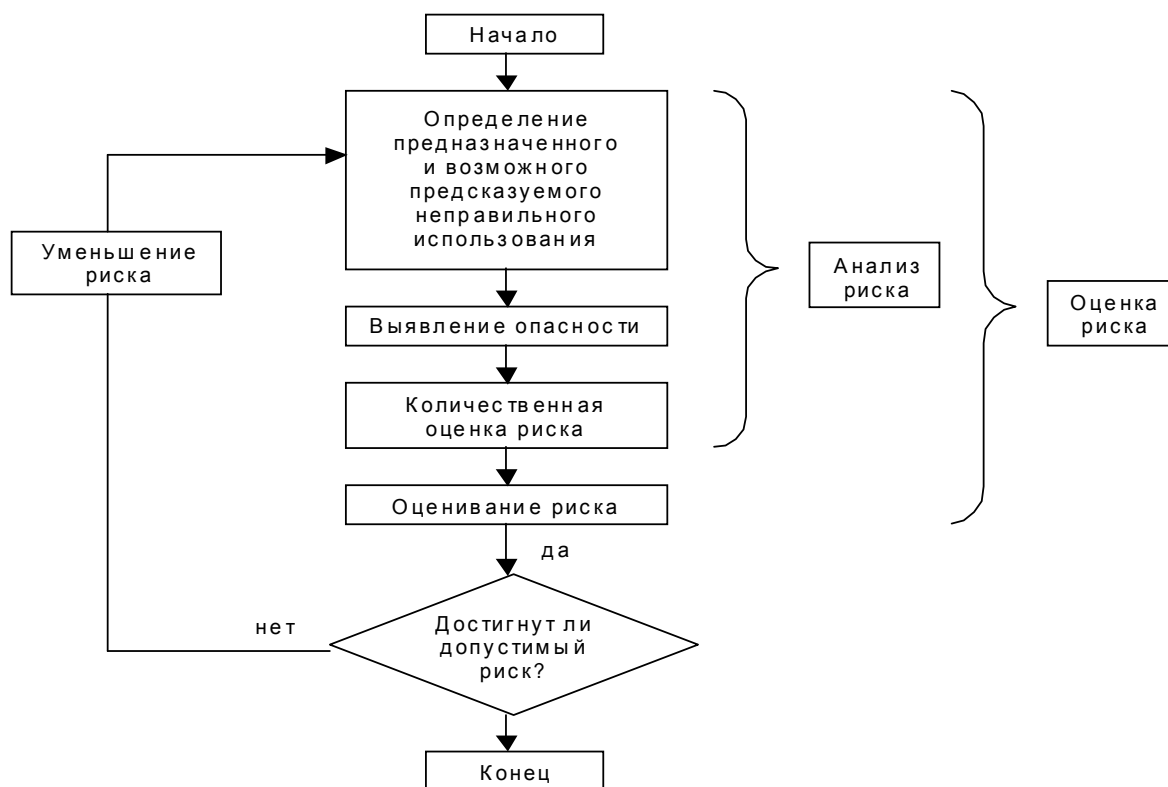 Начало
Определение
предназначенного
и возможного
предсказуемого
неправильного
использования
Уменьшение
риска
Анализ
риска
Оценка
риска
Выявление опасности
Количественная
оценка риска
Оценивание риска
да
нет
Достигнут ли
допустимый
риск?
Конец